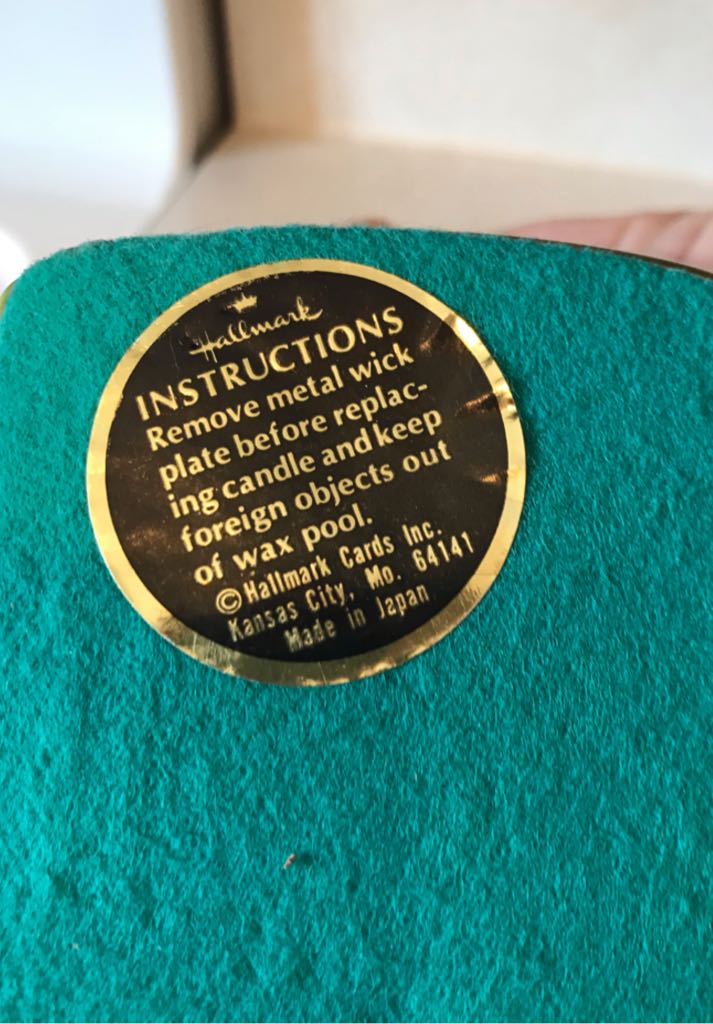 Hallmark
INSTRUCTIONS
Remove metal wick
plate before replac-
ing candle and keep
foreign objects out
of wax pool.
© Hallmark Cards Inc.
Kansas City, Mo. 64141
Made in Japan